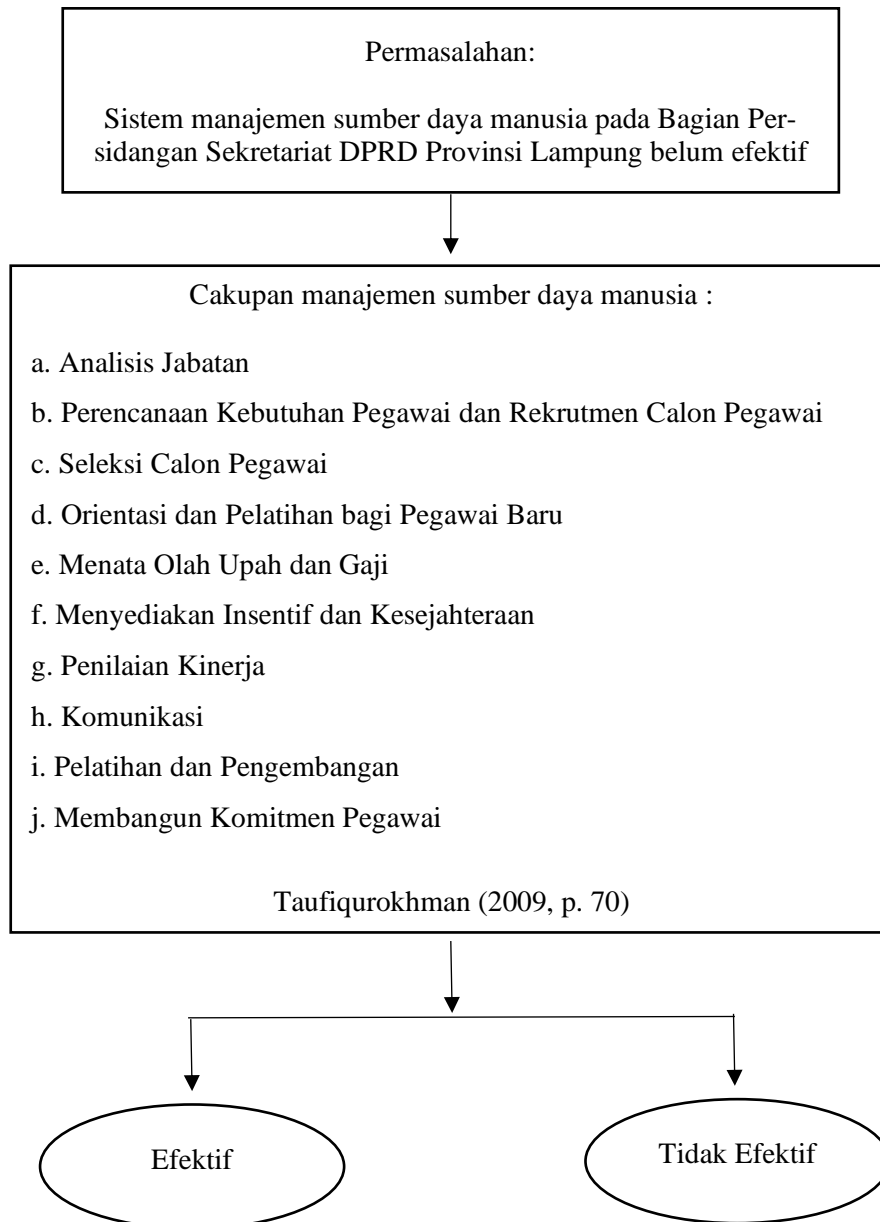 Permasalahan:
Sistem manajemen sumber daya manusia pada Bagian Per-
sidangan Sekretariat DPRD Provinsi Lampung belum efektif
Cakupan manajemen sumber daya manusia :
a. Analisis Jabatan
b. Perencanaan Kebutuhan Pegawai dan Rekrutmen Calon Pegawai
c. Seleksi Calon Pegawai
d. Orientasi dan Pelatihan bagi Pegawai Baru
e. Menata Olah Upah dan Gaji
f. Menyediakan Insentif dan Kesejahteraan
g. Penilaian Kinerja
h. Komunikasi
i. Pelatihan dan Pengembangan
j. Membangun Komitmen Pegawai
Taufiqurokhman (2009, p. 70)
Efektif
Tidak Efektif